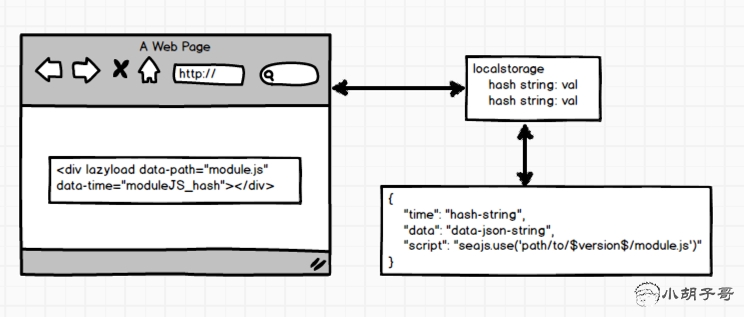 A Web Page
http://
<div lazyload data-path="module.js"
data-time="moduleJS_hash"></div>
localstorage
hash string: val
hash string: val
{
"time": "hash-string",
"data": "data-json-string",
"script": "seajs.use('path/to/$version$/module.js')"
}
小胡子哥